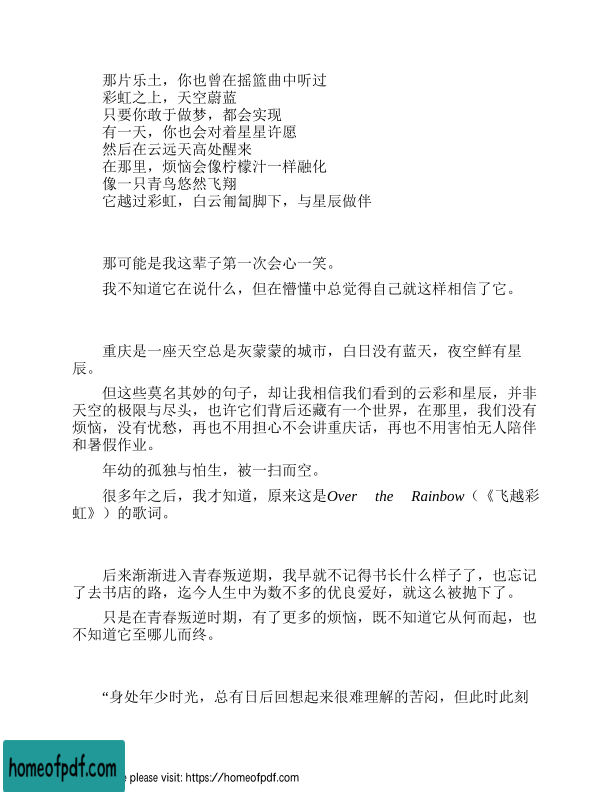 那片乐土，你也曾在摇篮曲中听过
彩虹之上，天空蔚蓝
只要你敢于做梦，都会实现
有一天，你也会对着星星许愿
然后在云远天高处醒来
在那里，烦恼会像柠檬汁一样融化
像一只青鸟悠然飞翔
它越过彩虹，白云匍匐脚下，与星辰做伴
那可能是我这辈子第一次会心一笑。
我不知道它在说什么，但在懵懂中总觉得自己就这样相信了它。
重庆是一座天空总是灰蒙蒙的城市，白日没有蓝天，夜空鲜有星
辰。
但这些莫名其妙的句子，却让我相信我们看到的云彩和星辰，并非
天空的极限与尽头，也许它们背后还藏有一个世界，在那里，我们没有
烦恼，没有忧愁，再也不用担心不会讲重庆话，再也不用害怕无人陪伴
和暑假作业。
年幼的孤独与怕生，被一扫而空。
很多年之后，我才知道，原来这是Over the Rainbow（《飞越彩
虹》）的歌词。
后来渐渐进入青春叛逆期，我早就不记得书长什么样子了，也忘记
了去书店的路，迄今人生中为数不多的优良爱好，就这么被抛下了。
只是在青春叛逆时期，有了更多的烦恼，既不知道它从何而起，也
不知道它至哪儿而终。
“身处年少时光，总有日后回想起来很难理解的苦闷，但此时此刻
homeofpdf.com
e please visit: https://homeofpdf.com